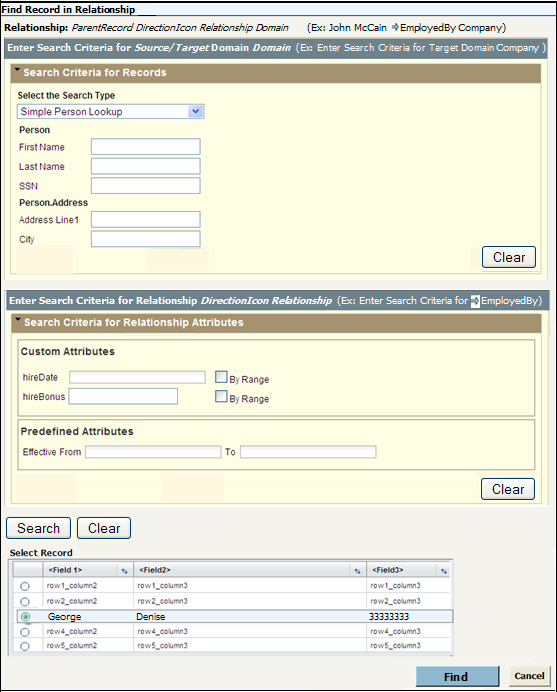 Find Record in Relationship
Relationship: ParentRecord DirectionIcon Relationship Domain (Ex: John McCain EmployedBy Company)
Enter Search Criteria for Source/Target Domain Domain (Ex: Enter Search Criteria for Target Domain Company )
Search Criteria for Records
Select the Search Type
Simple Person Lookup
Person
First Name
Last Name
SSN
Person.Address
Address Line1
City
Clear
Enter Search Criteria for Relationship DirectionIcon Relationship (Ex: Enter Search Criteria for EmployedBy)
Search Criteria for Relationship Attributes
Custom Attributes
hireDate By Range
hireBonus By Range
Predefined Attributes
Effective From To
Clear
Search Clear
Select Record
<Field 1> <Field2> <Field3>
row1_column2 row1_column3 row1_column3
row2_column2 row2_column3 row2_column3
George Denise 33333333
row4_column2 row4_column3 row4_column3
row5_column2 row5_column3 row5_column3
Find Cancel